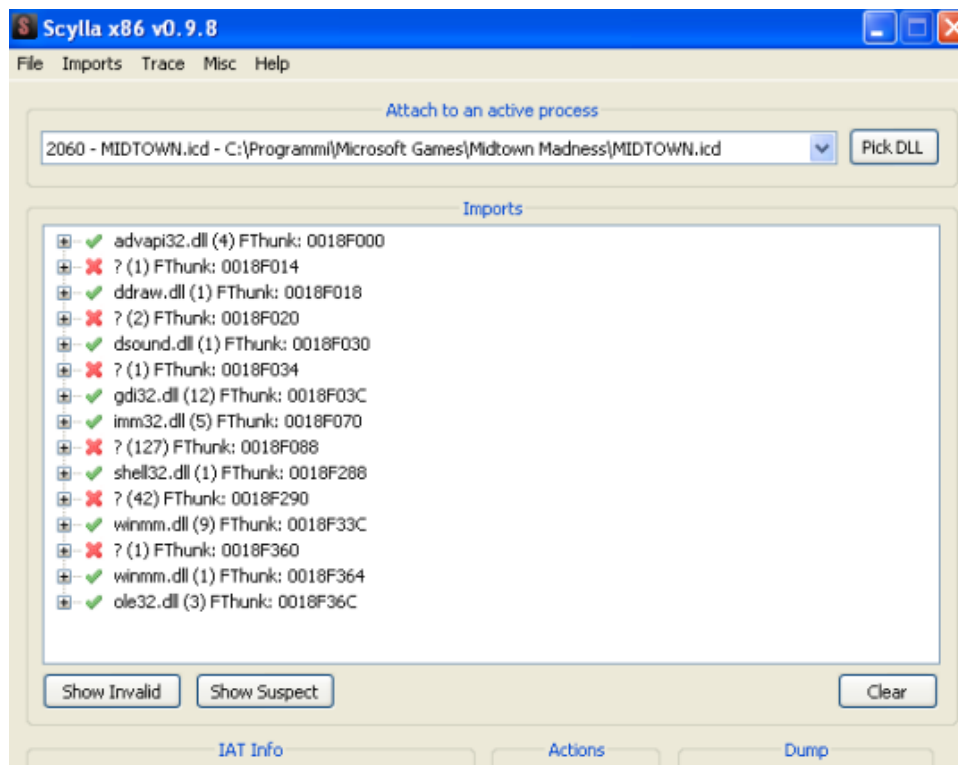 Scylla x86 v0.9.8
File Imports Trace Misc Help
Attach to an active process
2060 - MIDTOWN.icd - C:\Programmi\Microsoft Games\Midtown Madness\MIDTOWN.icd Pick DLL
Imports
advapi32.dll (4) FThunk: 0018F000
? (1) FThunk: 0018F014
ddraw.dll (1) FThunk: 0018F018
? (2) FThunk: 0018F020
dsound.dll (1) FThunk: 0018F030
? (1) FThunk: 0018F034
gdi32.dll (12) FThunk: 0018F03C
imm32.dll (5) FThunk: 0018F070
? (127) FThunk: 0018F088
shell32.dll (1) FThunk: 0018F288
? (42) FThunk: 0018F290
winmm.dll (9) FThunk: 0018F33C
? (1) FThunk: 0018F360
winmm.dll (1) FThunk: 0018F364
ole32.dll (3) FThunk: 0018F36C
Show Invalid Show Suspect Clear
IAT Info Actions Dump